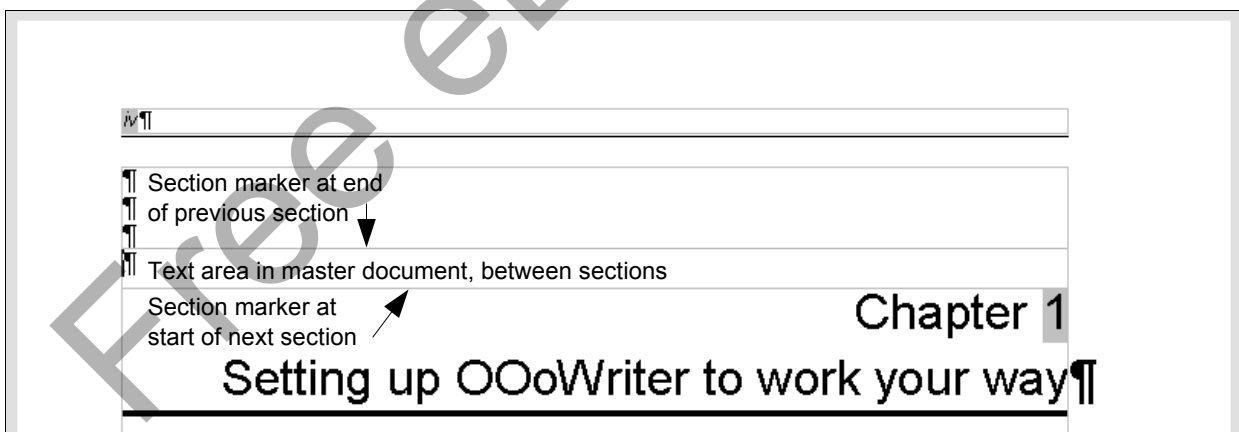 iv¶
¶ Section marker at end
¶ of previous section
¶
¶ Text area in master document, between sections
Section marker at
start of next section
Chapter 1
Setting up OOoWriter to work your way¶
Free e